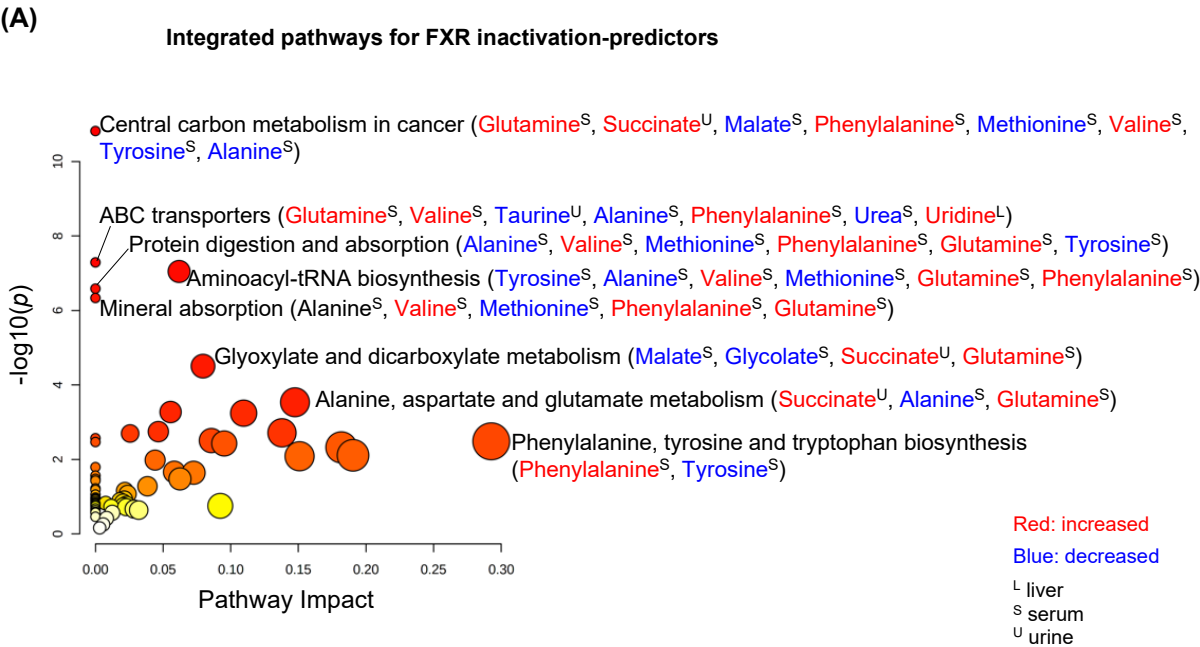 (A)
Integrated pathways for FXR inactivation-predictors
Central carbon metabolism in cancer (Glutamineˢ, Succinateᵁ, Malateˢ, Phenylalanineˢ, Methionineˢ, Valineˢ,
Tyrosineˢ, Alanineˢ)
ABC transporters (Glutamineˢ, Valineˢ, Taurineᵁ, Alanineˢ, Phenylalanineˢ, Ureaˢ, Uridineᴸ)
Protein digestion and absorption (Alanineˢ, Valineˢ, Methionineˢ, Phenylalanineˢ, Glutamineˢ, Tyrosineˢ)
Aminoacyl-tRNA biosynthesis (Tyrosineˢ, Alanineˢ, Valineˢ, Methionineˢ, Glutamineˢ, Phenylalanineˢ)
Mineral absorption (Alanineˢ, Valineˢ, Methionineˢ, Phenylalanineˢ, Glutamineˢ)
Glyoxylate and dicarboxylate metabolism (Malateˢ, Glycolateˢ, Succinateᵁ, Glutamineˢ)
Alanine, aspartate and glutamate metabolism (Succinateᵁ, Alanineˢ, Glutamineˢ)
Phenylalanine, tyrosine and tryptophan biosynthesis
(Phenylalanineˢ, Tyrosineˢ)
-log10(p)
10
8
6
4
2
0
0.00 0.05 0.10 0.15 0.20 0.25 0.30
Pathway Impact
Red: increased
Blue: decreased
ᴸ liver
ˢ serum
ᵁ urine